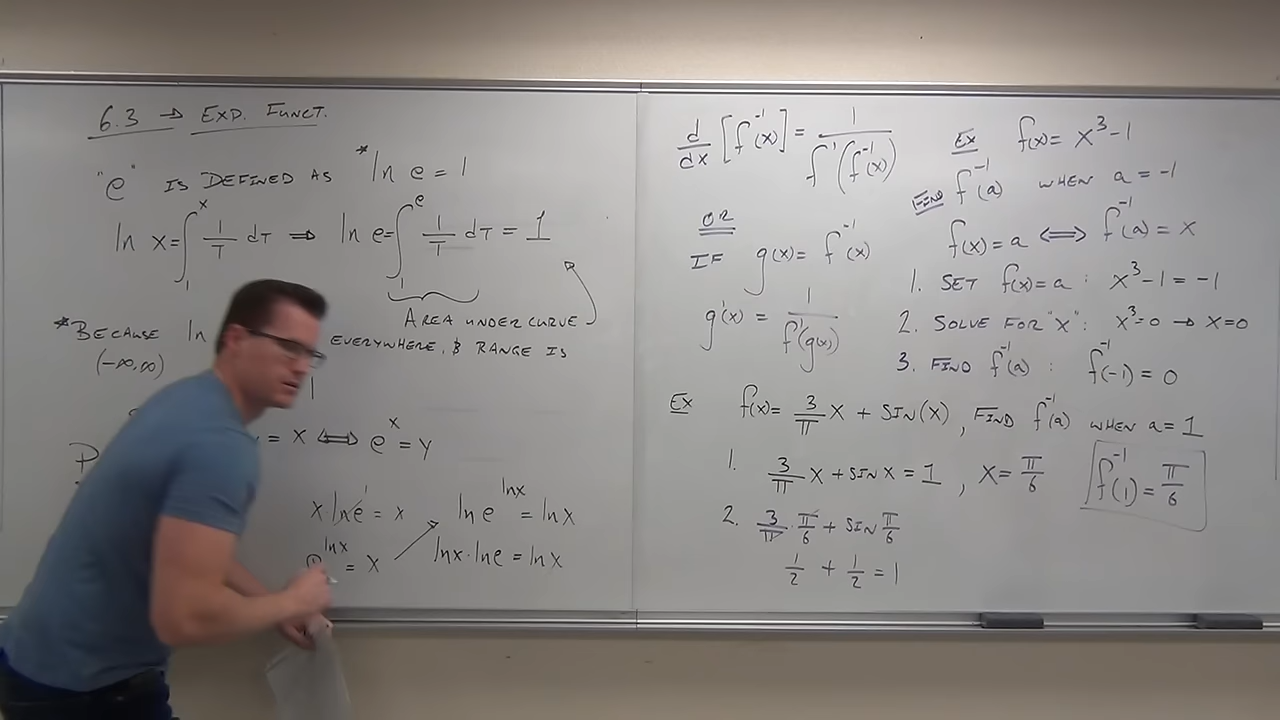 6.3 → EXP. FUNCT.
"e" IS DEFINED AS *ln e = 1
ln x = ∫₁ˣ 1/T dT ⇒ ln e = ∫₁ᵉ 1/T dT = 1
AREA UNDER CURVE
*BECAUSE ln EVERYWHERE, & RANGE IS
(-∞,∞)
= x ⟺ eˣ = y
x·ln e = x
1
ln e^(ln x) = ln x
e^(ln x) = x
ln x · ln e = ln x
d/dx [f⁻¹(x)] = 1/(f'(f⁻¹(x)))
OR
IF g(x) = f⁻¹(x)
g'(x) = 1/(f'(g(x)))
EX f(x) = x³-1
FIND f⁻¹(a) WHEN a = -1
f(x) = a ⟺ f⁻¹(a) = x
1. SET f(x) = a : x³-1 = -1
2. SOLVE FOR "x" : x³=0 → x=0
3. FIND f⁻¹(a) : f⁻¹(-1) = 0
EX f(x) = 3/π x + SIN(x), FIND f⁻¹(a) WHEN a = 1
1. 3/π x + SIN x = 1, x = π/6
f⁻¹(1) = π/6
2. 3/π · π/6 + SIN π/6
1/2 + 1/2 = 1